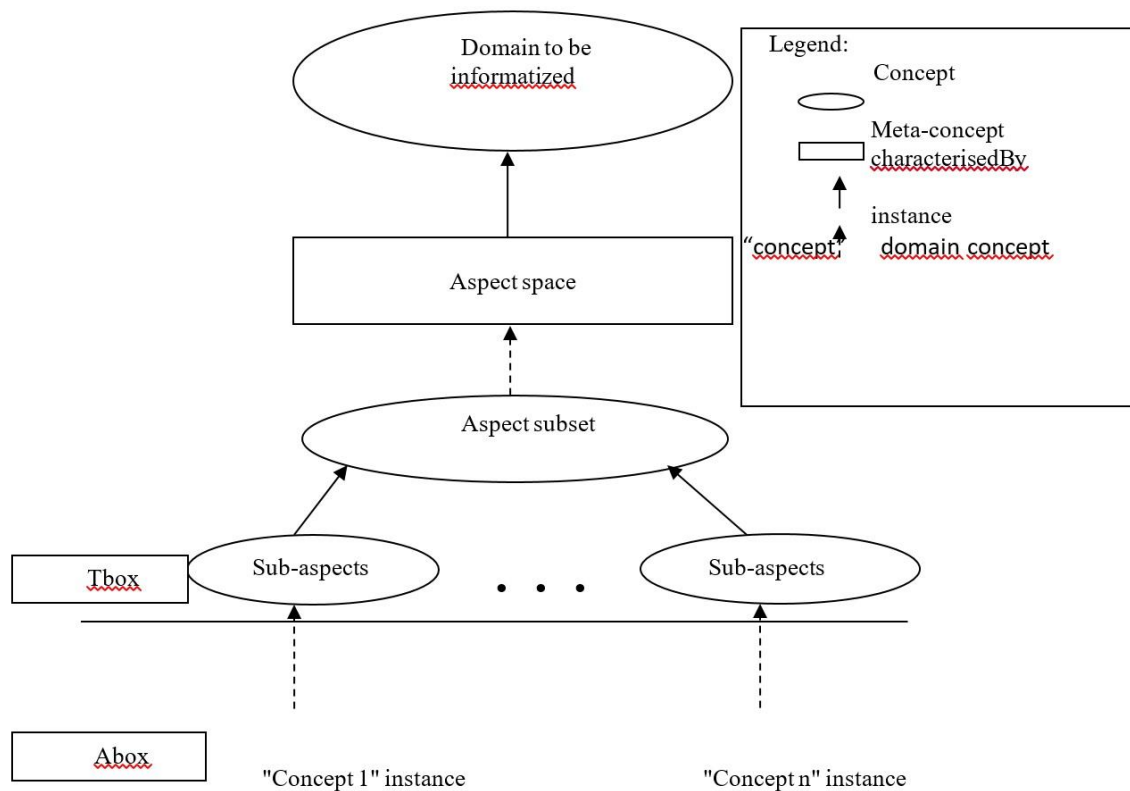 Domain to be
informatized
Legend:
Concept
Meta-concept
characterisedBy
instance
“concept” domain concept
Aspect space
Aspect subset
Tbox
Sub-aspects
. . .
Sub-aspects
Abox
"Concept 1" instance
"Concept n" instance